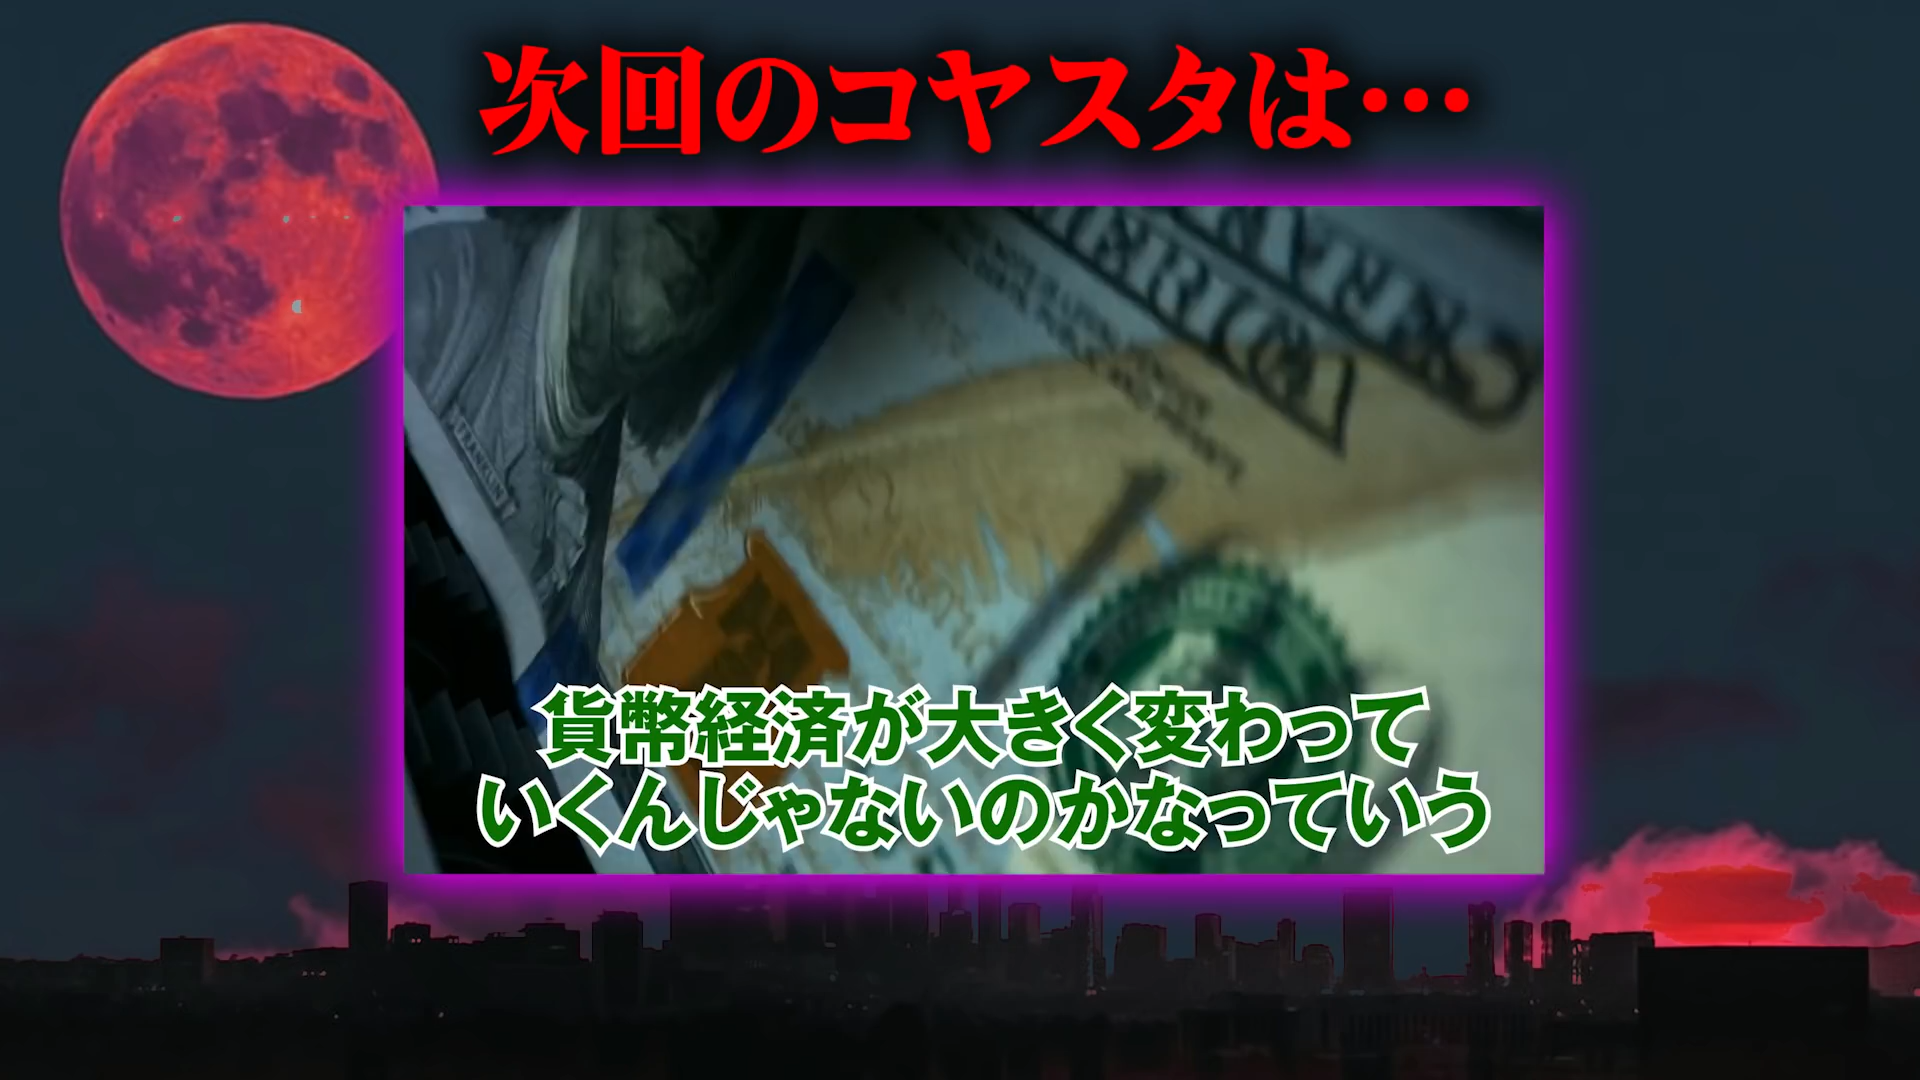 次回のコヤスタは…
貨幣経済が大きく変わって
いくんじゃないのかなっていう